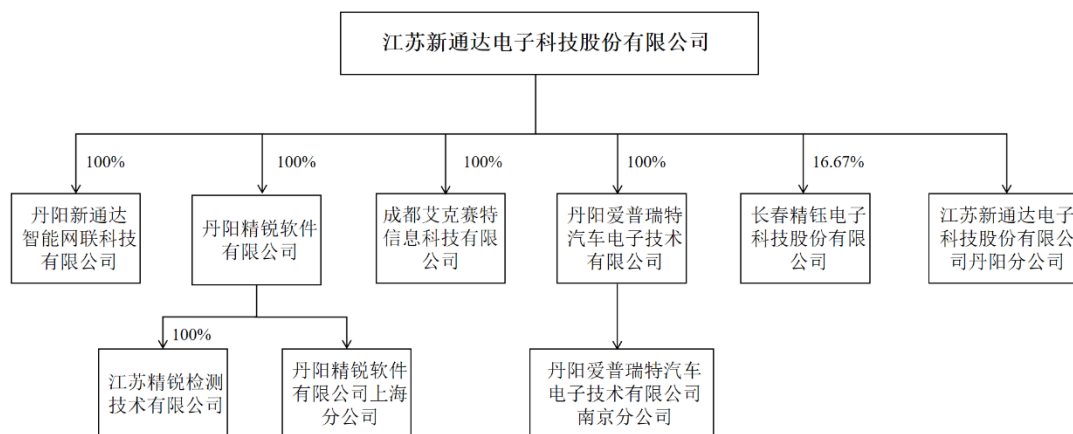 江苏新通达电子科技股份有限公司
100%
100%
100%
100%
16.67%
丹阳新通达
智能网联科技
有限公司
丹阳精锐软件
有限公司
成都艾克赛特
信息科技有限
公司
丹阳爱普瑞特
汽车电子技术
有限公司
长春精钰电子
科技股份有限
公司
江苏新通达电子
科技股份有限公
司丹阳分公司
100%
江苏精锐检测
技术有限公司
丹阳精锐软件
有限公司上海
分公司
丹阳爱普瑞特汽车
电子技术有限公司
南京分公司